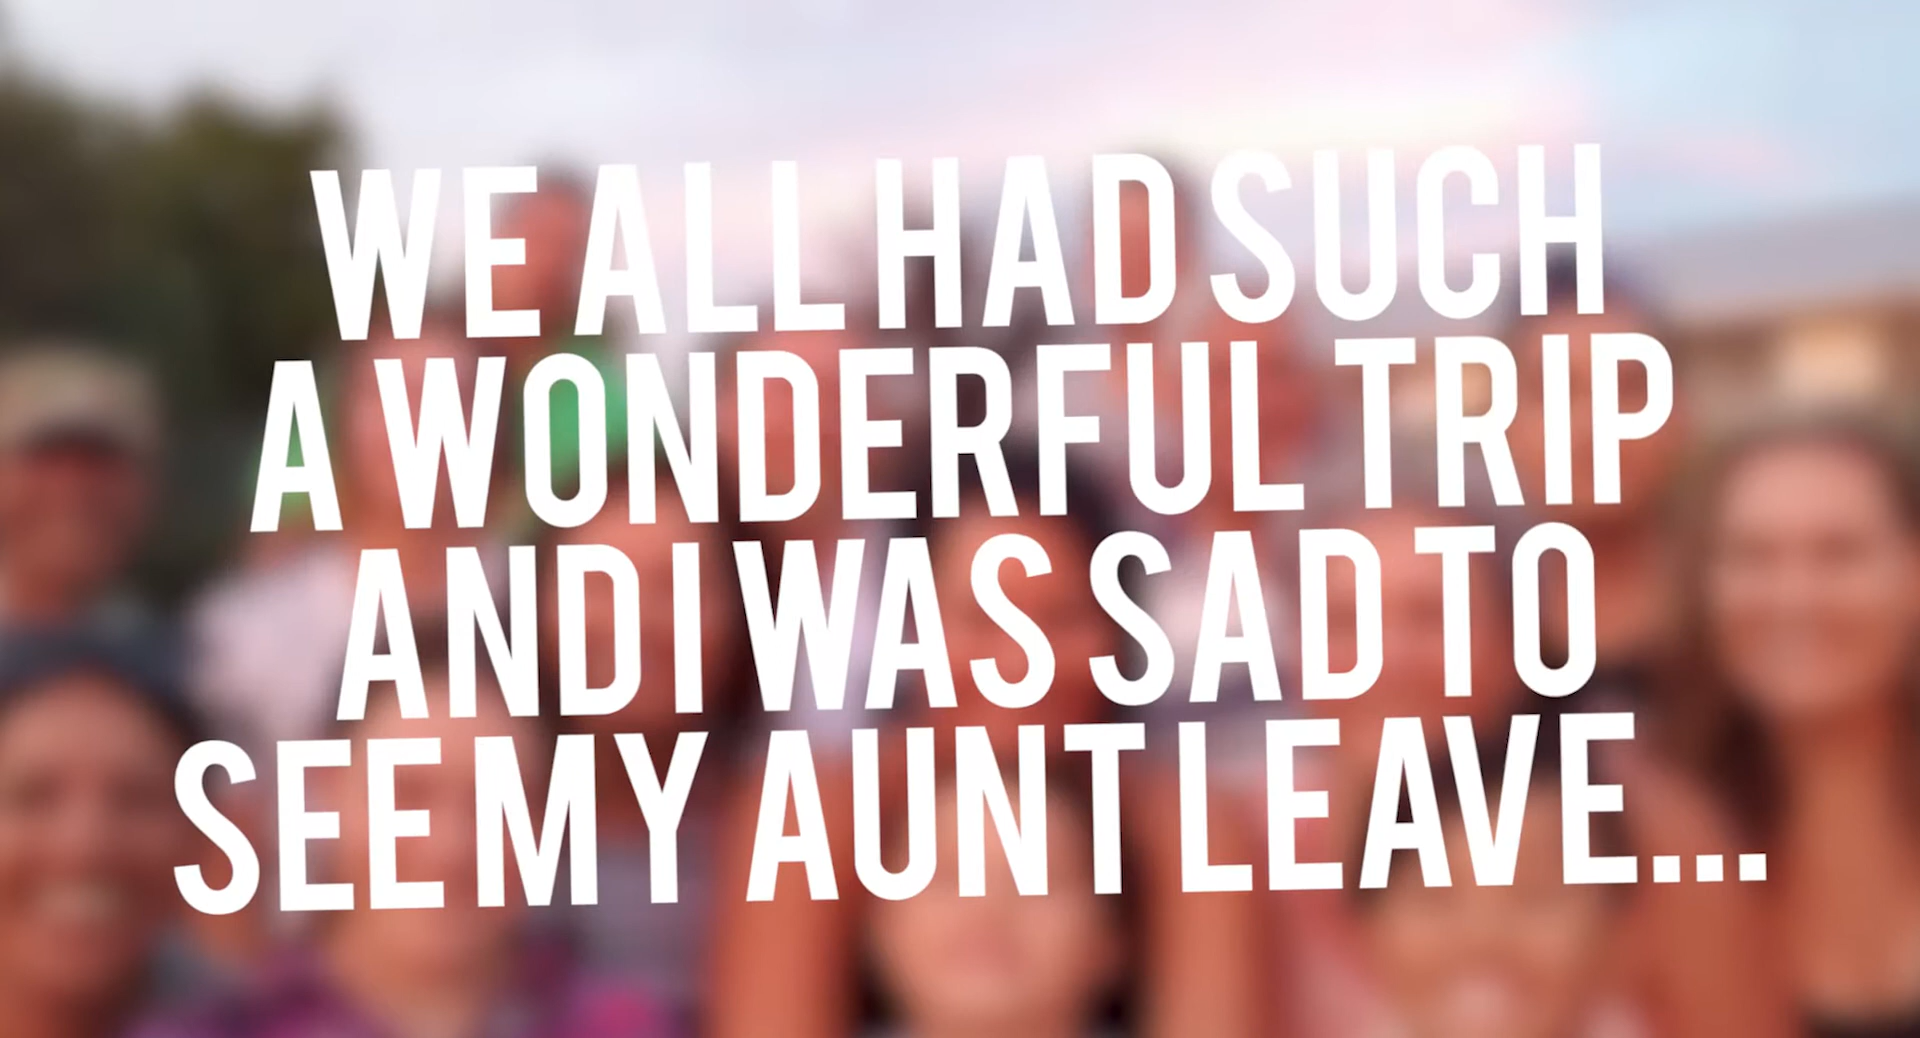 WE ALL HAD SUCH
A WONDERFUL TRIP
AND I WAS SAD TO
SEE MY AUNT LEAVE...